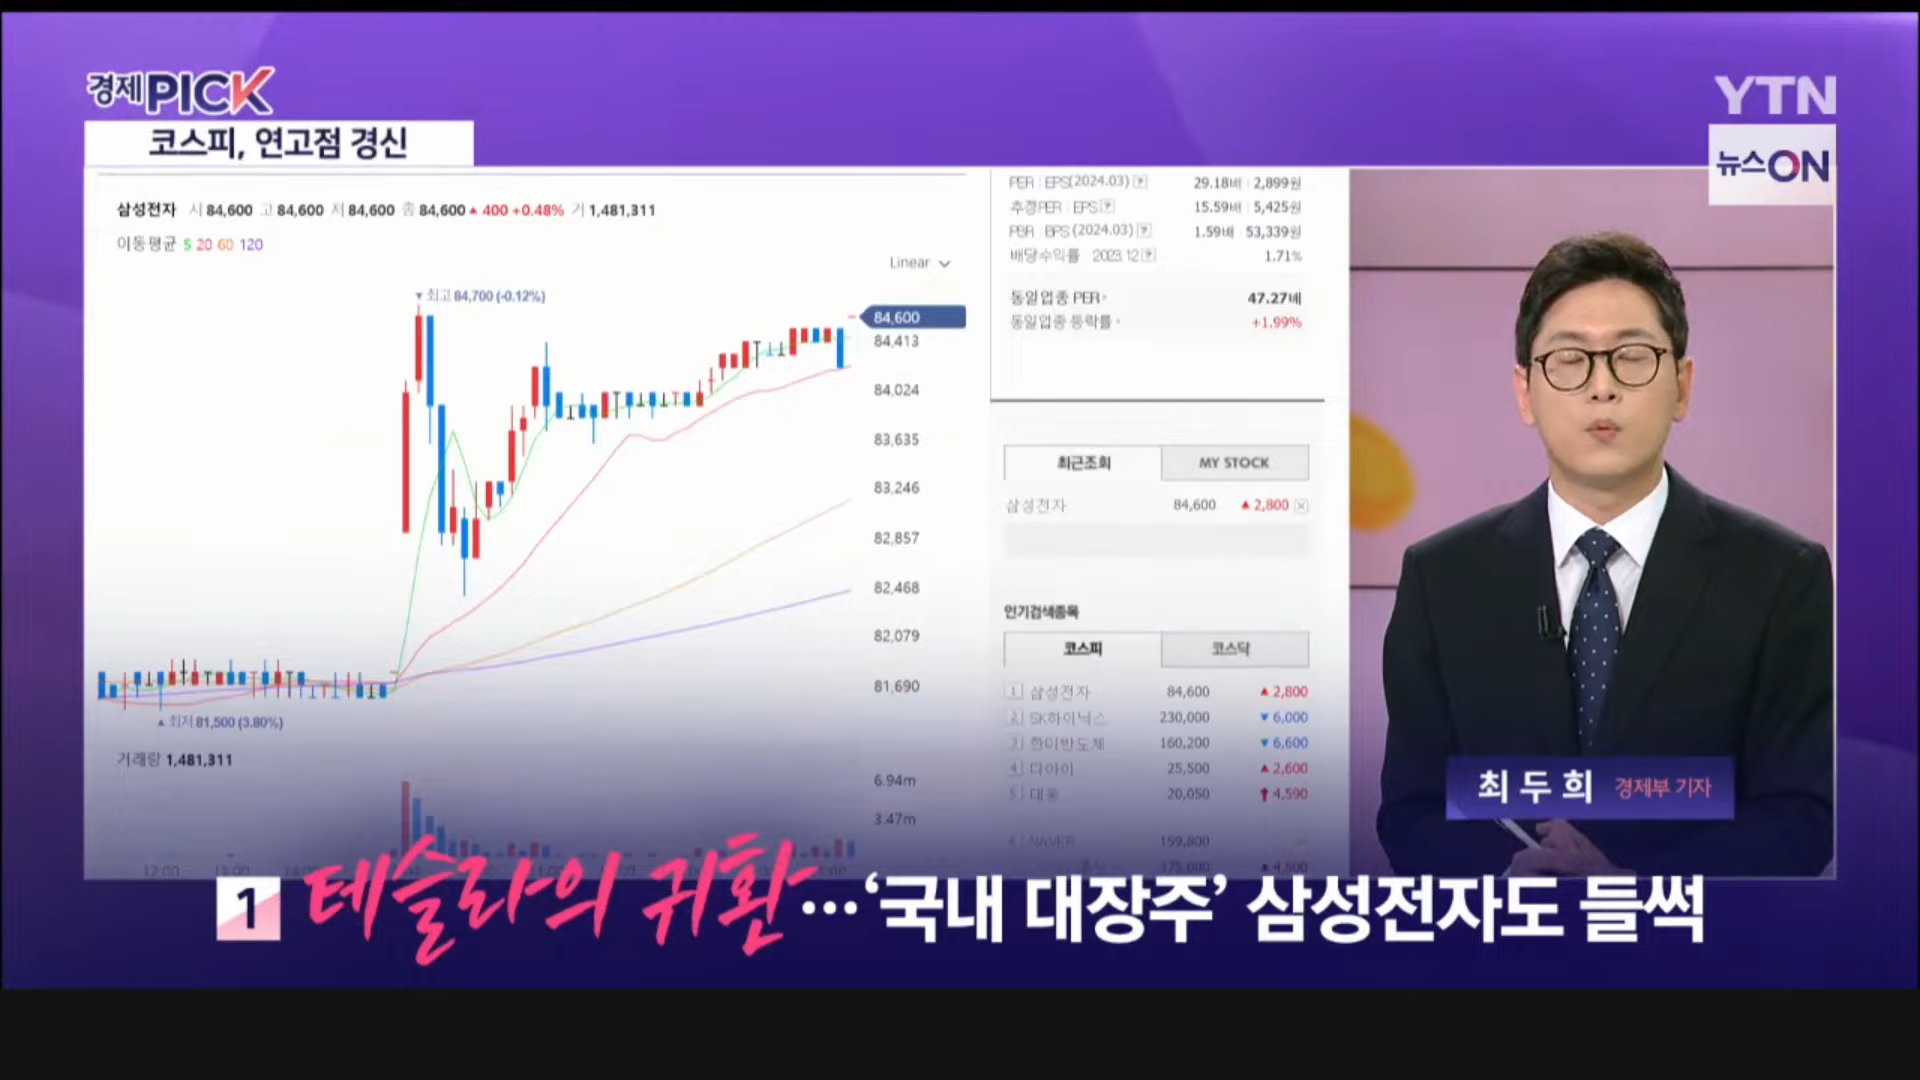 경제PICK
YTN
코스피, 연고점 경신
뉴스ON
삼성전자 시 84,600 고 84,600 저 84,600 종 84,600 ▲ 400 +0.48% 거 1,481,311
이동평균 5 20 60 120
Linear
▼최고 84,700 (-0.12%)
84,600
84,413
84,024
83,635
83,246
82,857
82,468
82,079
81,690
▲최저 81,500 (3.80%)
거래량 1,481,311
6.94m
3.47m
12:00
PER | EPS(2024.03) ? 29.18배 | 2,899원
추정PER | EPS ? 15.59배 | 5,425원
PBR | BPS (2024.03) ? 1.59배 | 53,339원
배당수익률 2023.12 ? 1.71%
동일업종 PER 47.27배
동일업종 등락률 +1.99%
최근조회 MY STOCK
삼성전자 84,600 ▲ 2,800
인기검색종목
코스피 코스닥
1 삼성전자 84,600 ▲ 2,800
2 SK하이닉스 230,000 ▼ 6,000
3 한미반도체 160,200 ▼ 6,600
4 디아이 25,500 ▲ 2,600
5 대웅 20,050 ↑ 4,590
NAVER 159,800
175,000 ▲ 4,500
최두희 경제부 기자
1 테슬라의 귀환…‘국내 대장주’ 삼성전자도 들썩